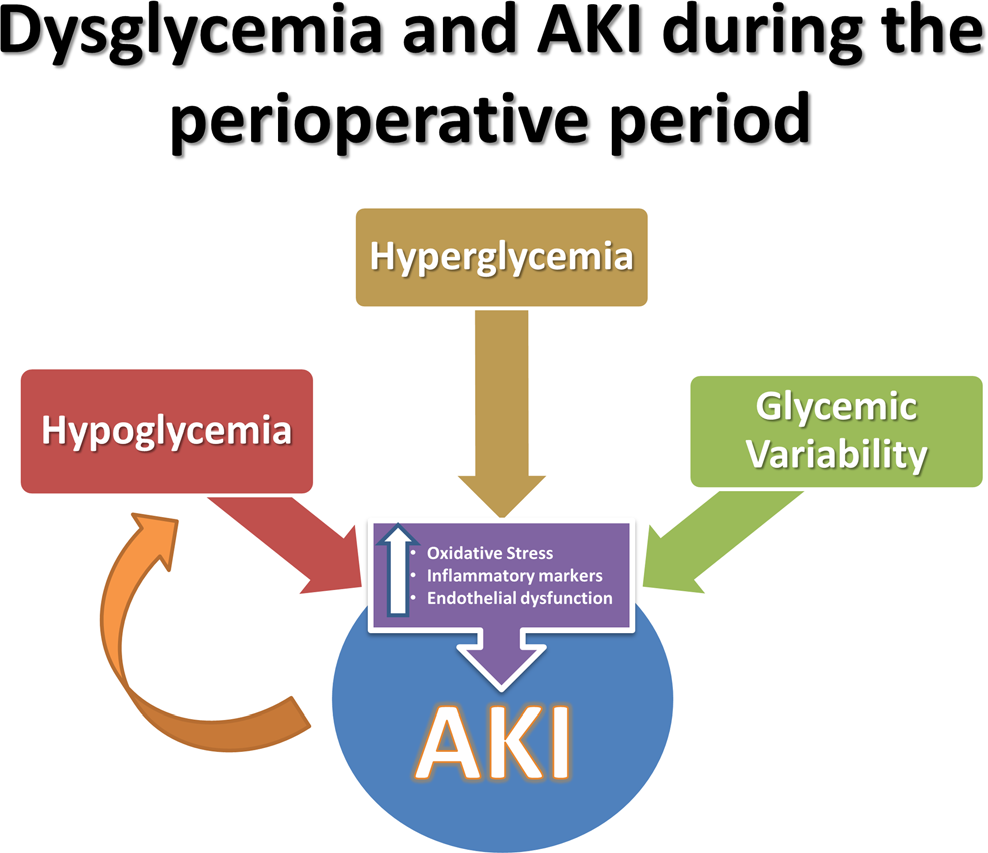 Dysglycemia and AKI during the
perioperative period
Hyperglycemia
Hypoglycemia
Glycemic
Variability
• Oxidative Stress
• Inflammatory markers
• Endothelial dysfunction
AKI